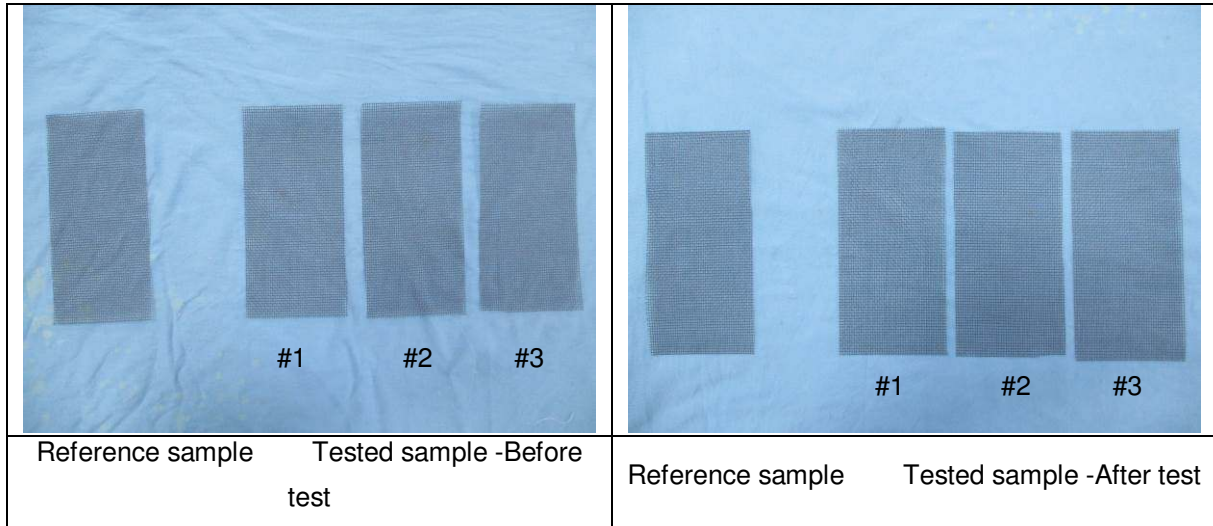 #1 #2 #3
#1 #2 #3
Reference sample Tested sample -Before
test
Reference sample Tested sample -After test